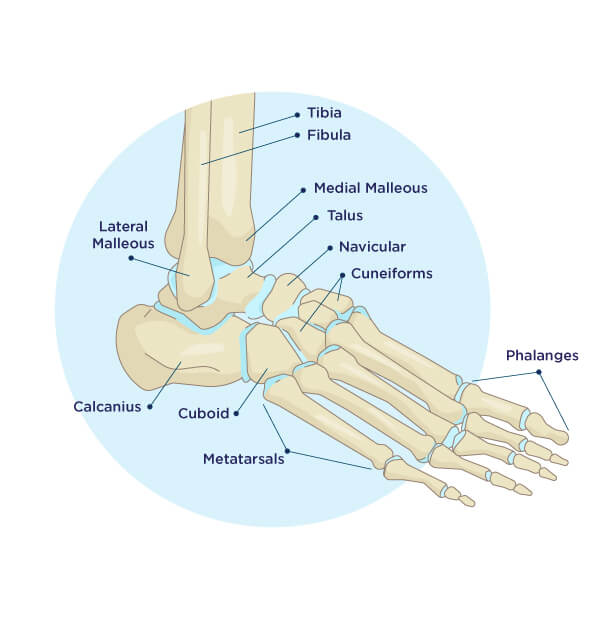 Tibia
Fibula
Medial Malleous
Talus
Lateral
Malleous
Navicular
Cuneiforms
Phalanges
Calcanius
Cuboid
Metatarsals